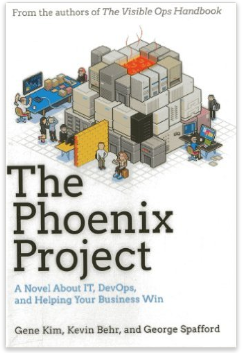 From the authors of The Visible Ops Handbook
The
Phoenix
Project
A Novel About IT, DevOps,
and Helping Your Business Win
Gene Kim, Kevin Behr, and George Spafford